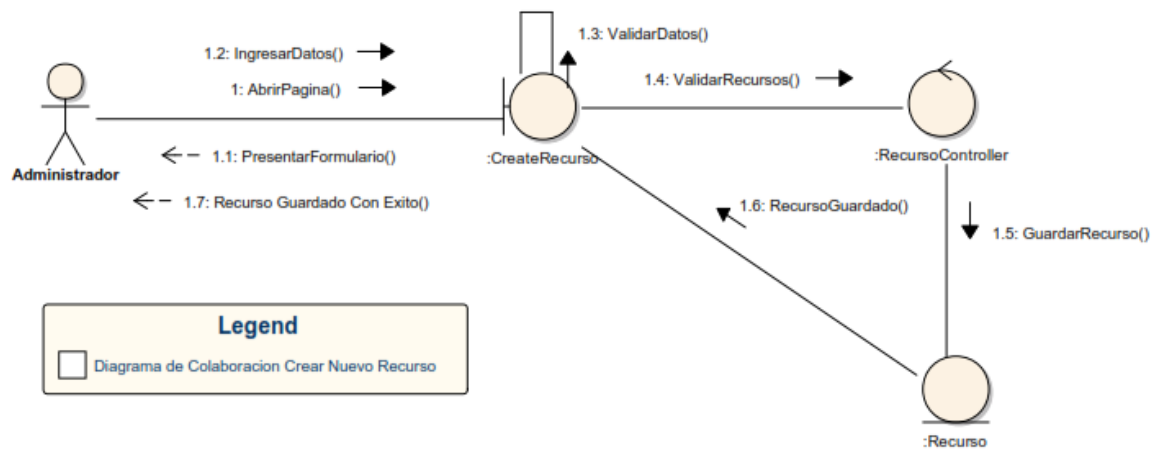 1.2: IngresarDatos()
1: AbrirPagina()
1.3: ValidarDatos()
1.4: ValidarRecursos()
:CreateRecurso
:RecursoController
1.1: PresentarFormulario()
Administrador
1.7: Recurso Guardado Con Exito()
1.6: RecursoGuardado()
1.5: GuardarRecurso()
Legend
Diagrama de Colaboracion Crear Nuevo Recurso
:Recurso